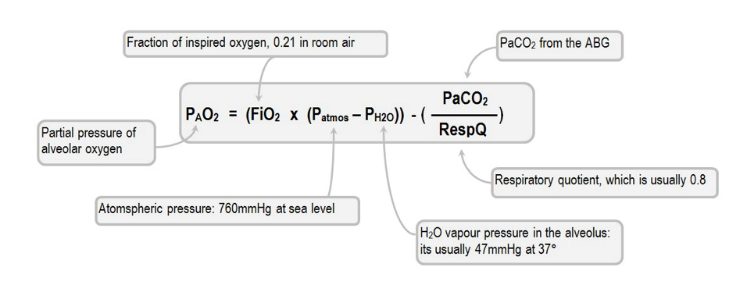 Fraction of inspired oxygen, 0.21 in room air
PaCO₂ from the ABG
PAO₂ = (FiO₂ x (Patmos – PH2O)) - ( PaCO₂ / RespQ )
Partial pressure of
alveolar oxygen
Respiratory quotient, which is usually 0.8
Atomspheric pressure: 760mmHg at sea level
H₂O vapour pressure in the alveolus:
its usually 47mmHg at 37°